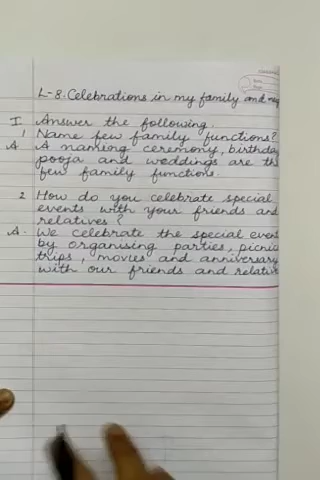 L-8. Celebrations in my family and
I Answer the following.
1 Name few family functions?
A A naming ceremony, birthday
pooja and weddings are the
few family functions.
2 How do you celebrate special
events with your friends and
relatives?
A. We celebrate the special event
by organising parties, picnic
trips, movies and anniversary
with our friends and relativ